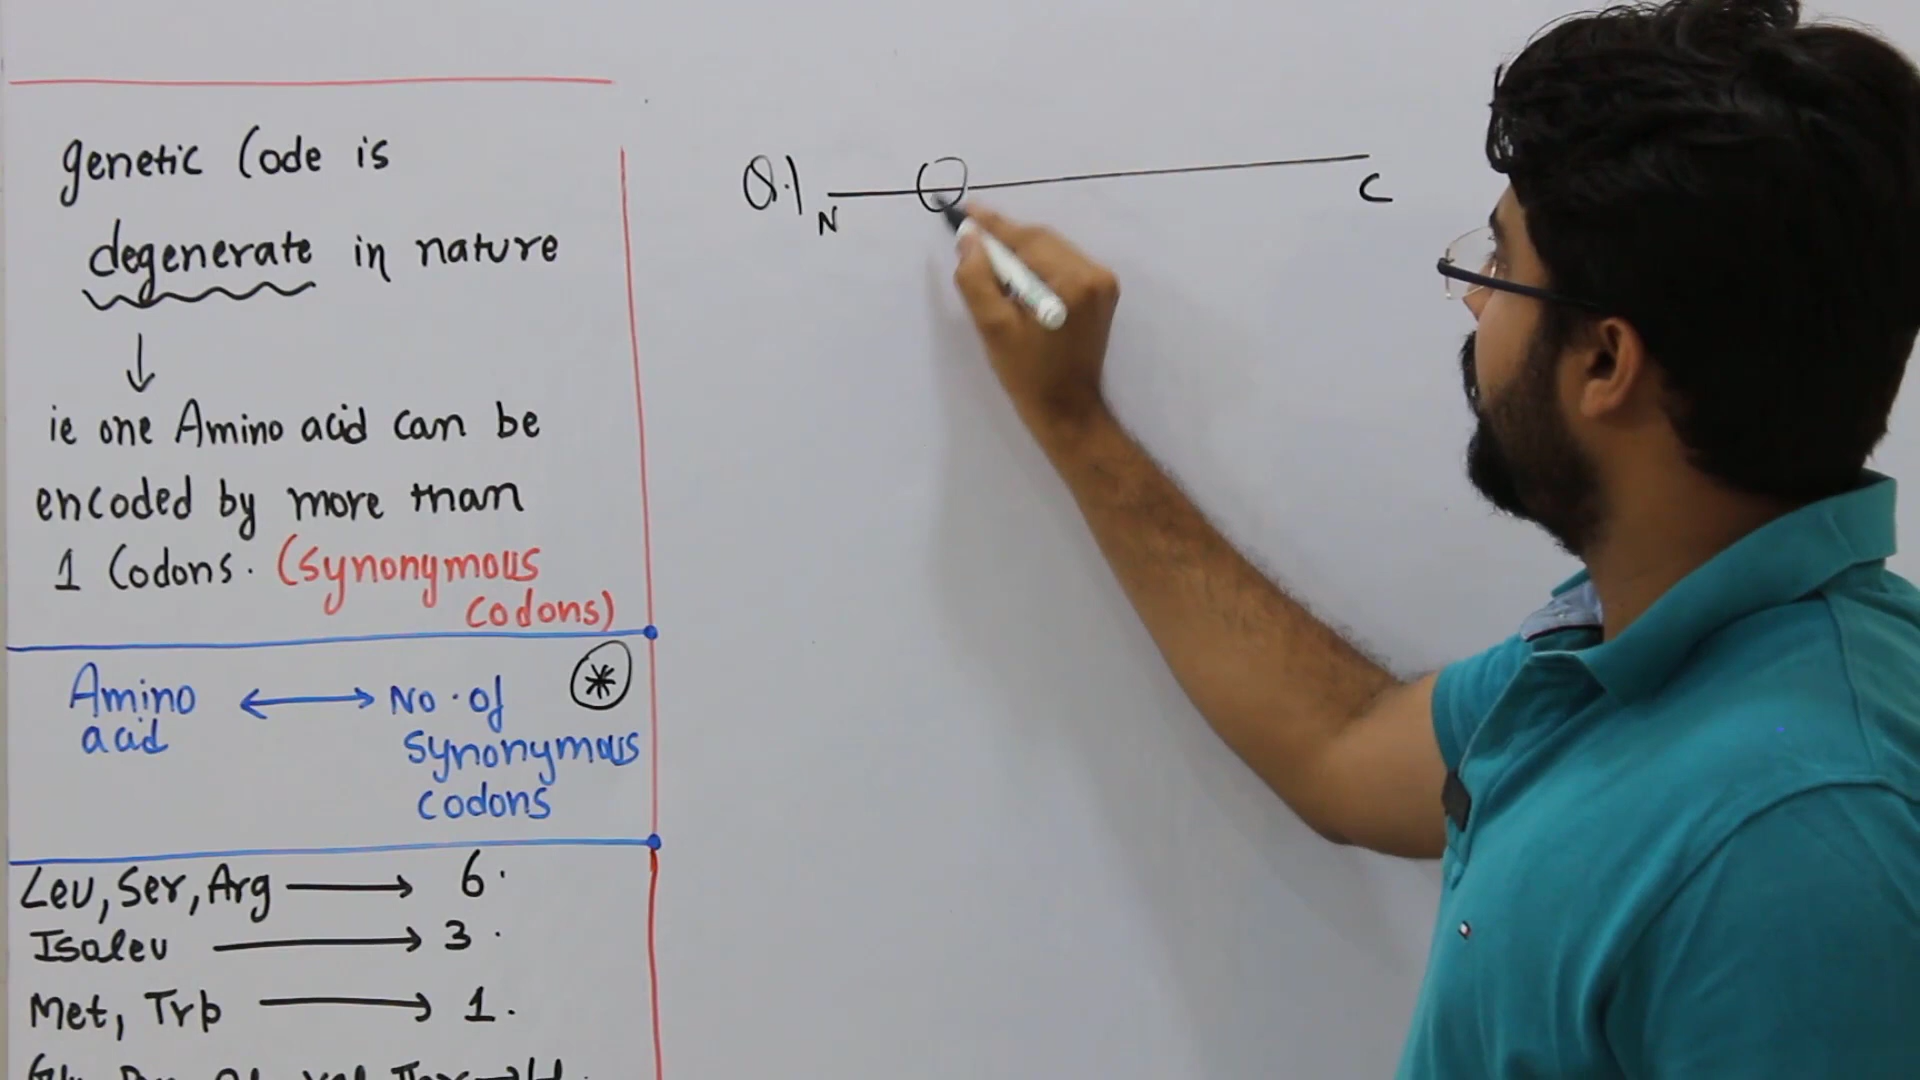 genetic Code is
degenerate in nature
↓
ie one Amino acid can be
encoded by more than
1 Codons. (Synonymous
codons)
Amino
acid ↔ No. of
Synonymous
codons
*
Leu, Ser, Arg → 6.
Isoleu → 3.
Met, Trp → 1.
Q.1
N
C